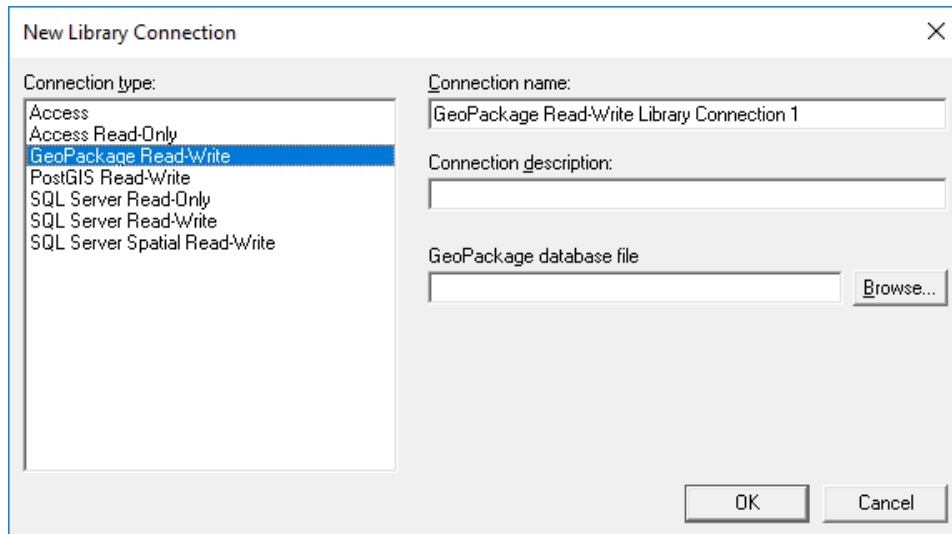 New Library Connection
Connection type:
Access
Access Read-Only
GeoPackage Read-Write
PostGIS Read-Write
SQL Server Read-Only
SQL Server Read-Write
SQL Server Spatial Read-Write
Connection name:
GeoPackage Read-Write Library Connection 1
Connection description:
GeoPackage database file
Browse...
OK
Cancel